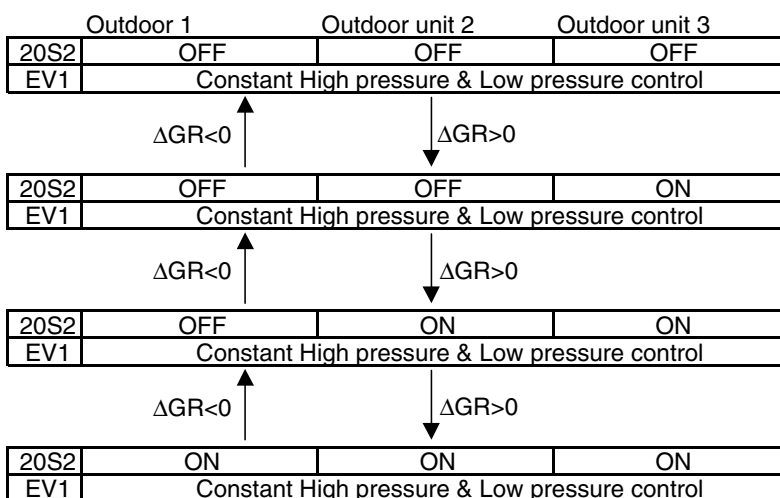 Outdoor 1 Outdoor unit 2 Outdoor unit 3
20S2 OFF OFF OFF
EV1 Constant High pressure & Low pressure control
ΔGR<0 ΔGR>0
20S2 OFF OFF ON
EV1 Constant High pressure & Low pressure control
ΔGR<0 ΔGR>0
20S2 OFF ON ON
EV1 Constant High pressure & Low pressure control
ΔGR<0 ΔGR>0
20S2 ON ON ON
EV1 Constant High pressure & Low pressure control